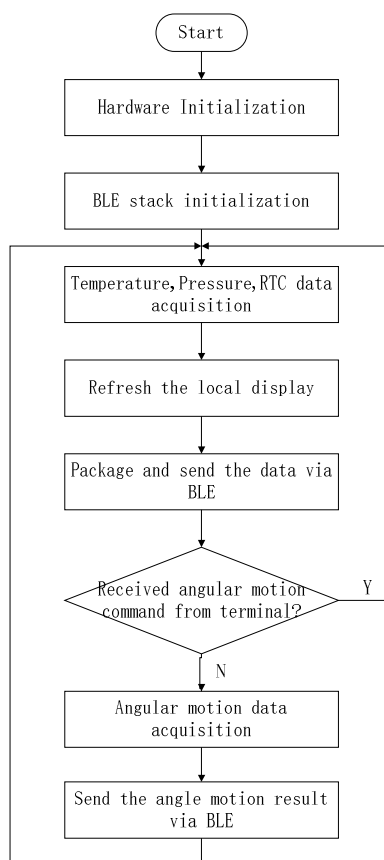 Start
Hardware Initialization
BLE stack initialization
Temperature,Pressure,RTC data
acquisition
Refresh the local display
Package and send the data via
BLE
Received angular motion
command from terminal?
Y
N
Angular motion data
acquisition
Send the angle motion result
via BLE